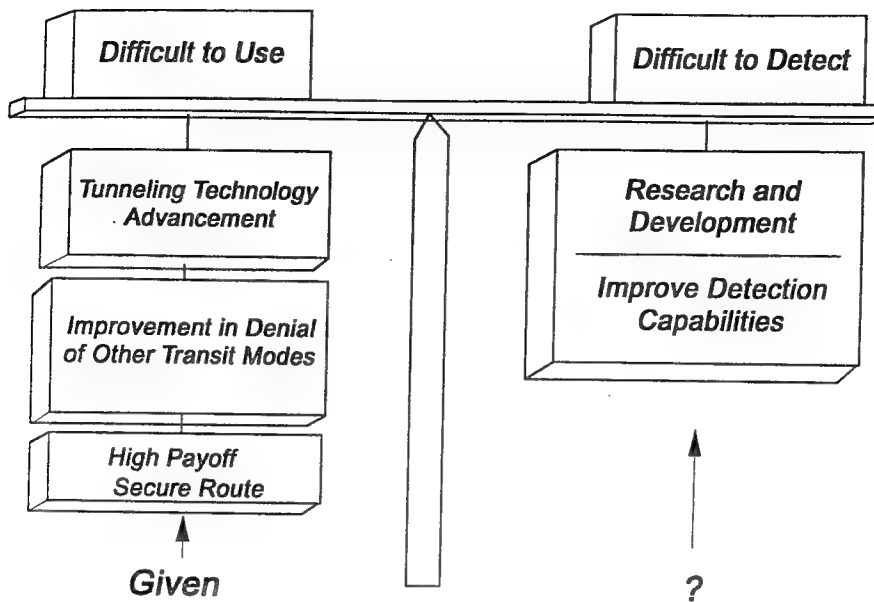 Difficult to Use
Difficult to Detect
Tunneling Technology
Advancement
Improvement in Denial
of Other Transit Modes
High Payoff
Secure Route
Given
Research and
Development
Improve Detection
Capabilities
?